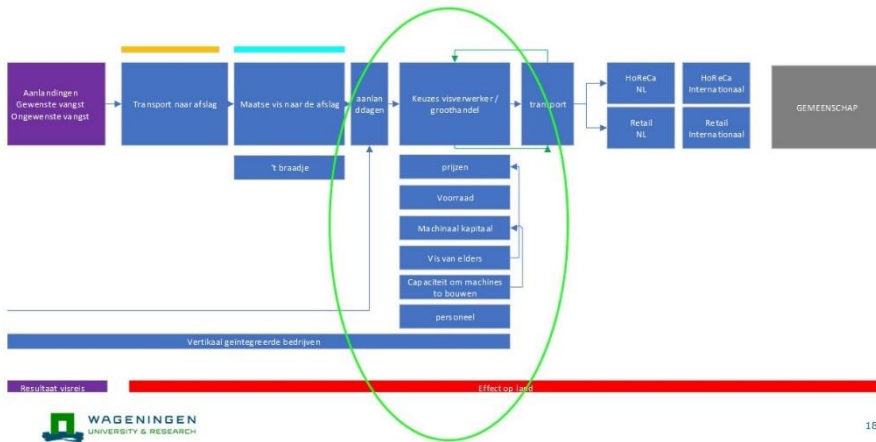 Aanlandingen
Gewenste vangst
Ongewenste vangst
Transport naar afslag
Maatse vis naar de afslag
aanlan
ddagen
Keuzes visverwerker /
groothandel
transport
HoReCa
NL
HoReCa
Internationaal
Retail
NL
Retail
Internationaal
GEMEENSCHAP
't braadje
prijzen
Voorraad
Machinaal kapitaal
Vis van elders
Capaciteit om machines
to bouwen
personeel
Vertikaal geïntegreerde bedrijven
Resultaat visreis
Effect op land
WAGENINGEN
UNIVERSITY & RESEARCH
18